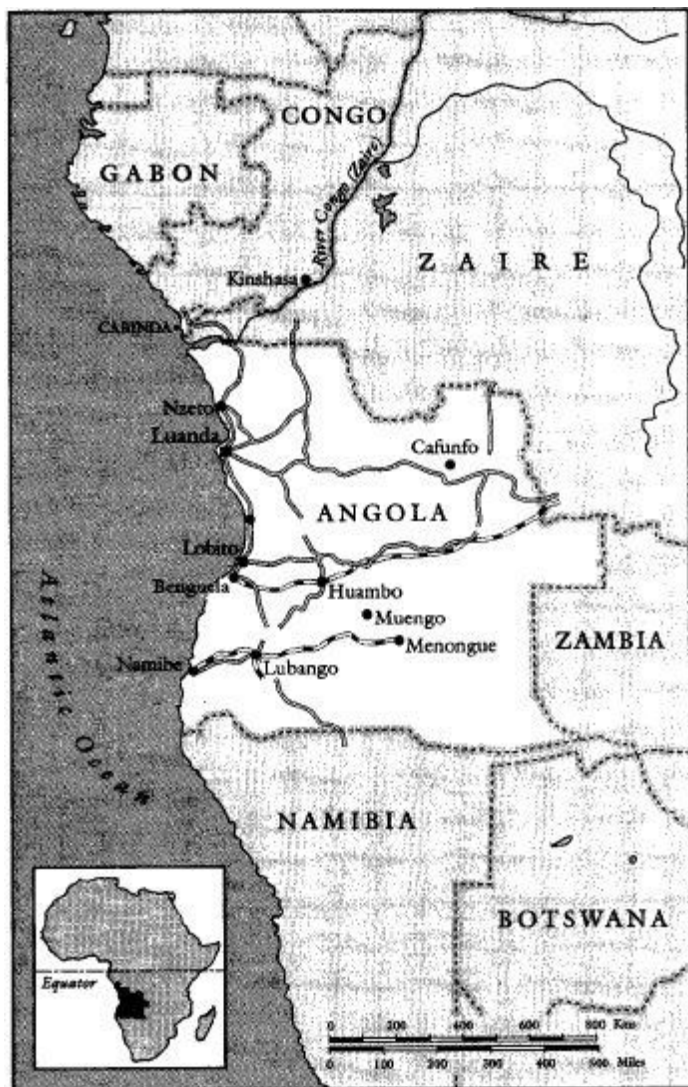 CONGO
GABON
River Congo (Zaire)
ZAIRE
Kinshasa
CABINDA
Nzeto
Luanda
Cafunfo
ANGOLA
Lobito
Benguela
Huambo
Muengo
Menongue
ZAMBIA
Namibe
Lubango
Atlantic Ocean
NAMIBIA
BOTSWANA
Equator
0 200 400 600 800 Kms
0 100 200 300 400 500 Miles